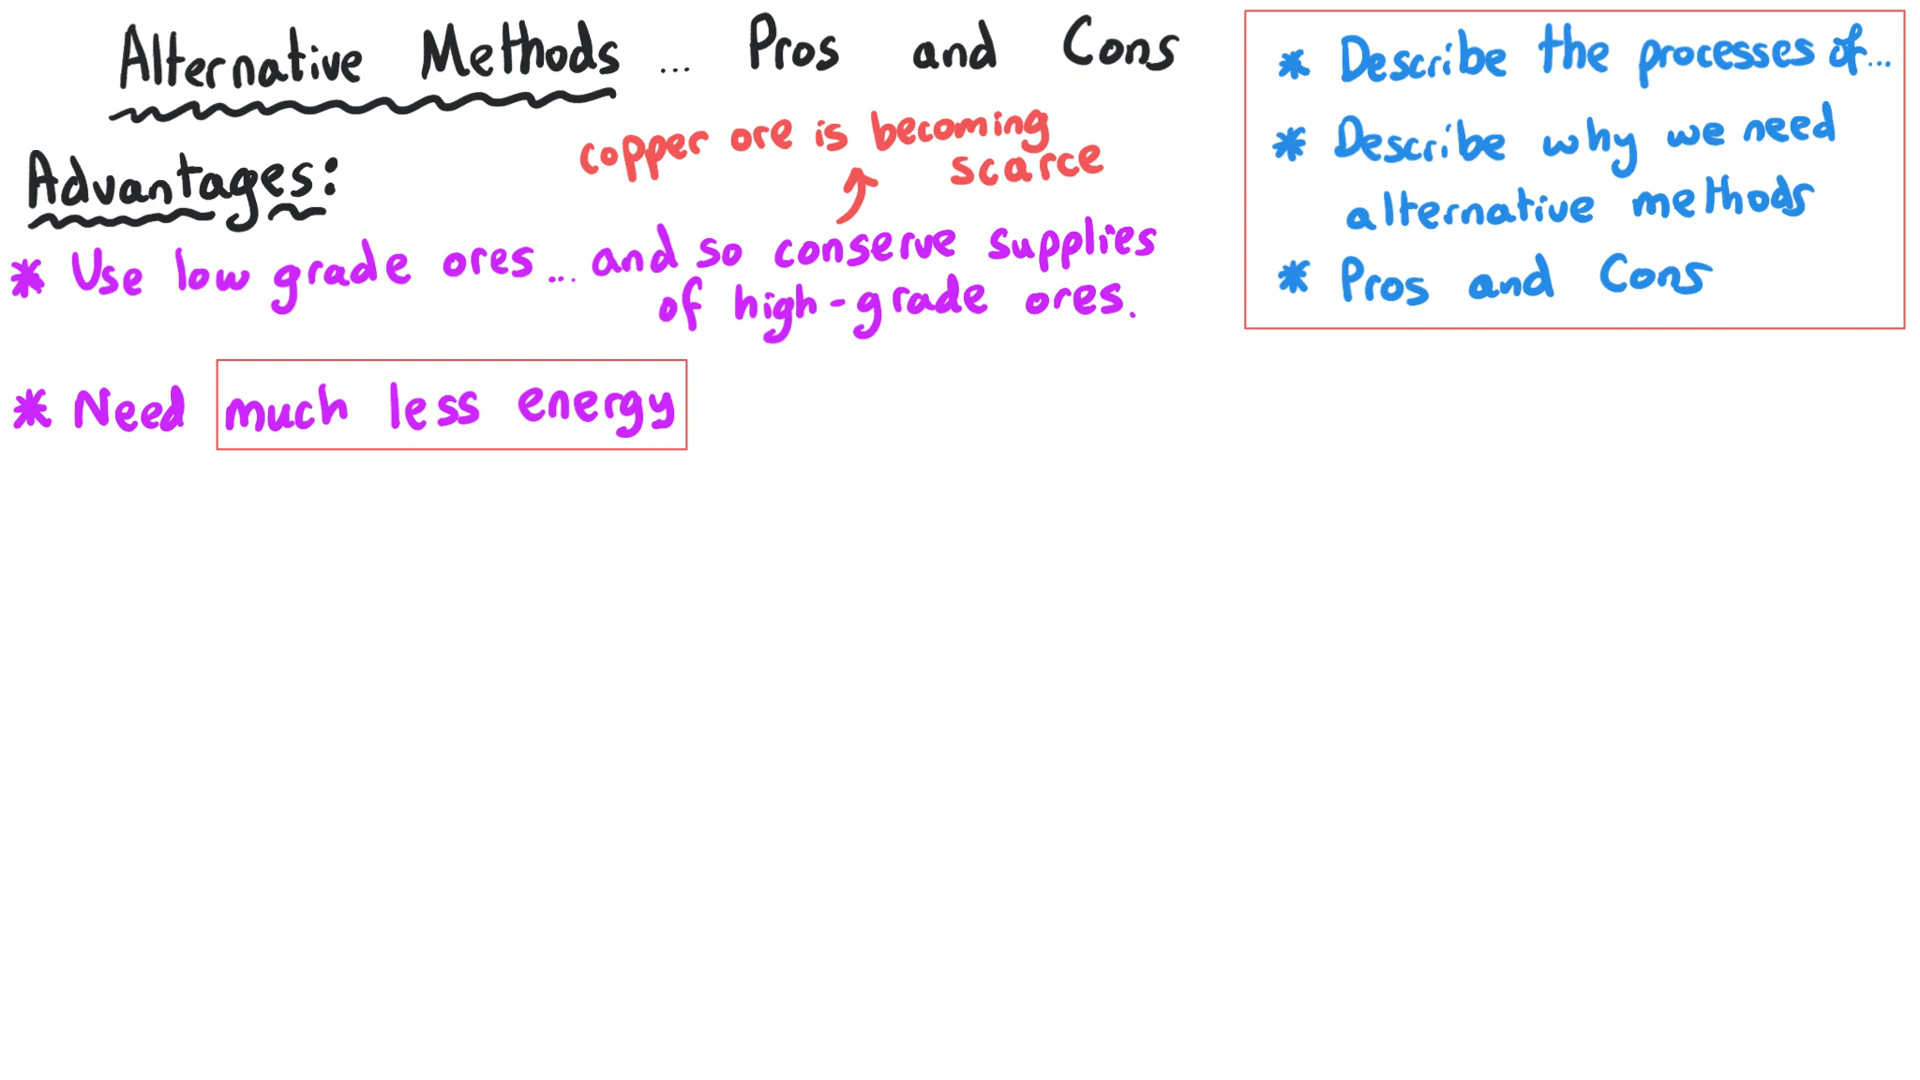 Alternative Methods ... Pros and Cons
copper ore is becoming
scarce
Advantages:
* Use low grade ores... and so conserve supplies
of high-grade ores.
* Need much less energy
* Describe the processes of...
* Describe why we need
alternative methods
* Pros and Cons